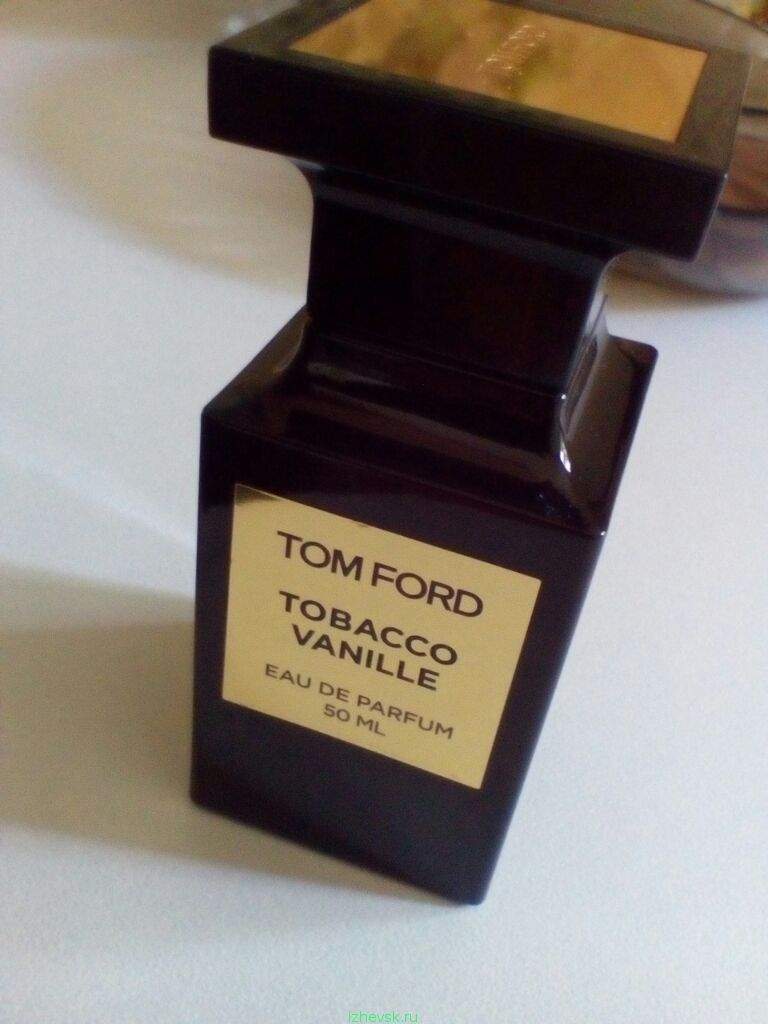 TOM FORD
TOBACCO
VANILLE
EAU DE PARFUM
50 ML
Izhevsk.ru